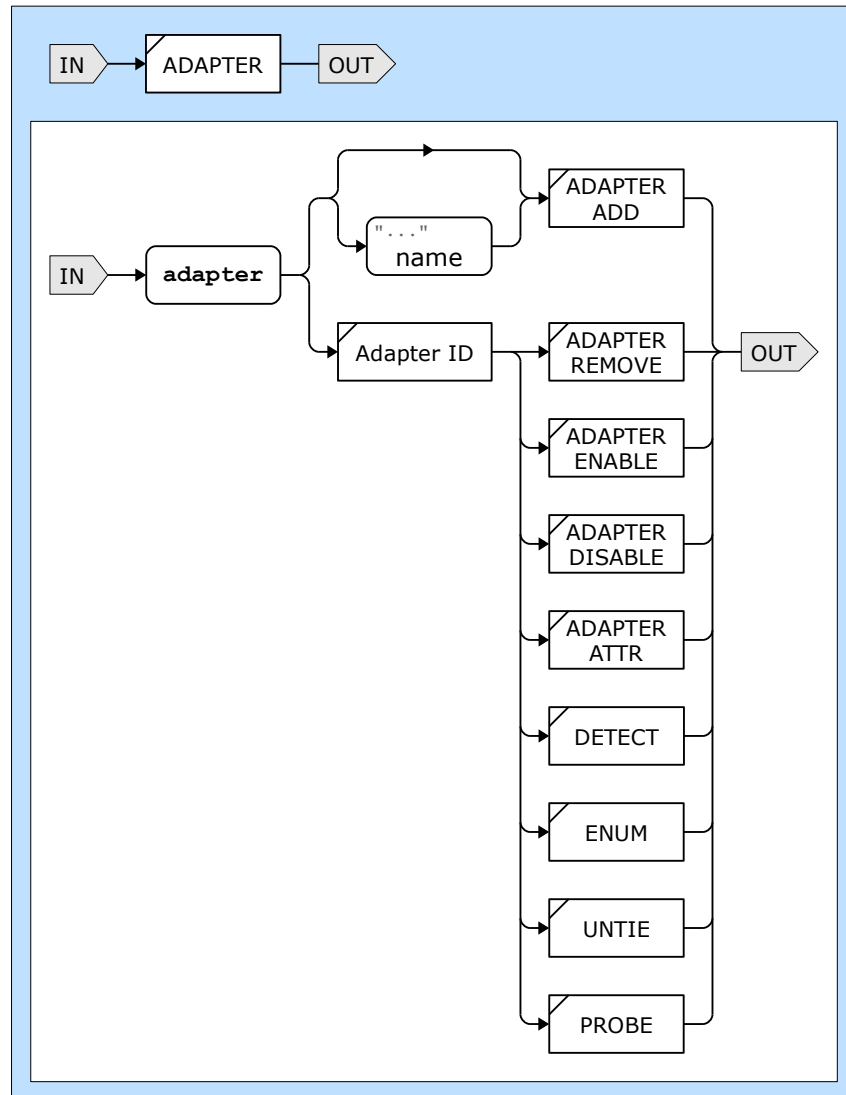 IN
ADAPTER
OUT
ADAPTER
ADD
"..."
name
IN
adapter
Adapter ID
ADAPTER
REMOVE
OUT
ADAPTER
ENABLE
ADAPTER
DISABLE
ADAPTER
ATTR
DETECT
ENUM
UNTIE
PROBE